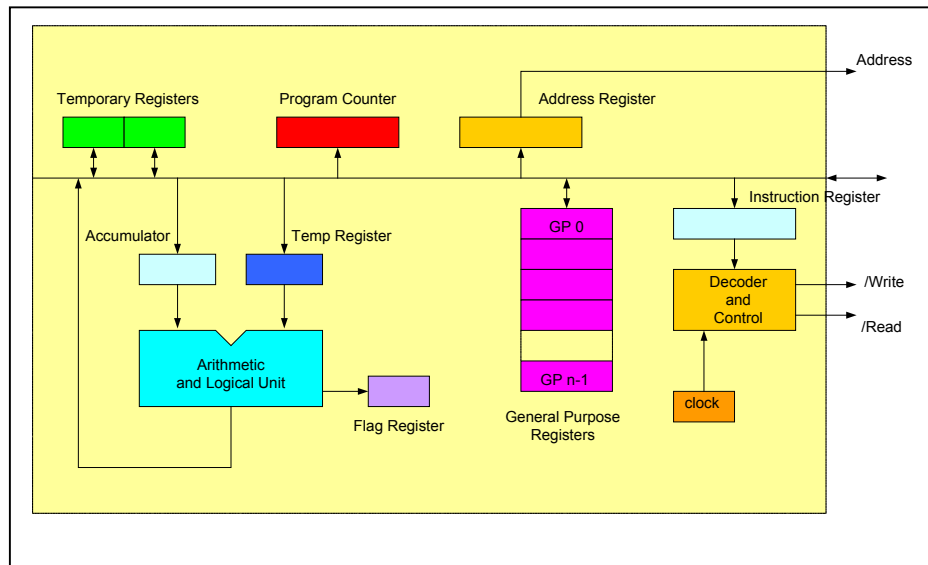 Address
Temporary Registers
Program Counter
Address Register
Instruction Register
Accumulator
Temp Register
GP 0
Decoder
and
Control
/Write
/Read
Arithmetic
and Logical Unit
GP n-1
clock
Flag Register
General Purpose
Registers